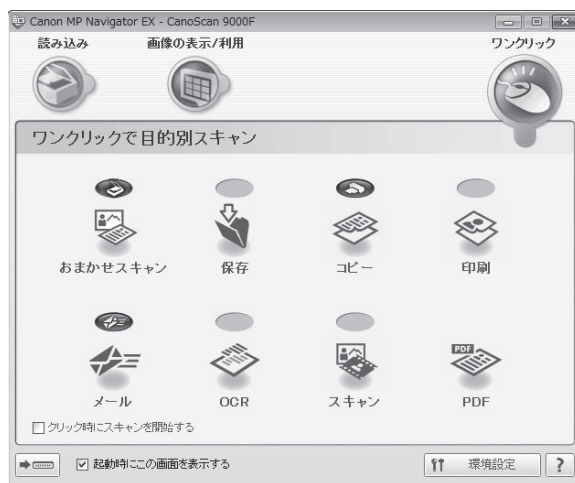 Canon MP Navigator EX - CanoScan 9000F
読み込み 画像の表示/利用 ワンクリック
ワンクリックで目的別スキャン
おまかせスキャン 保存 コピー 印刷
PDF
メール OCR スキャン PDF
クリック時にスキャンを開始する
起動時にこの画面を表示する 環境設定 ?